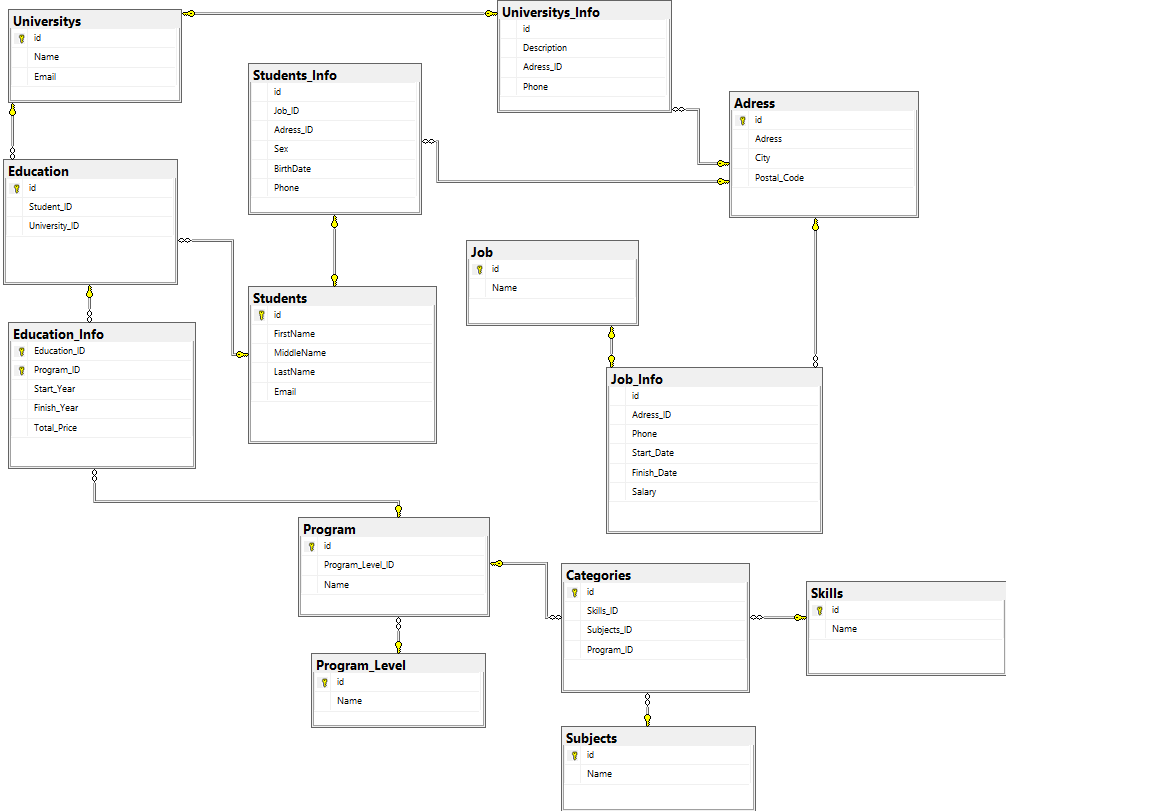 Universitys
id
Name
Email
Universitys_Info
id
Description
Adress_ID
Phone
Students_Info
id
Job_ID
Adress_ID
Sex
BirthDate
Phone
Adress
id
Adress
City
Postal_Code
Education
id
Student_ID
University_ID
Job
id
Name
Students
id
FirstName
MiddleName
LastName
Email
Education_Info
Education_ID
Program_ID
Start_Year
Finish_Year
Total_Price
Job_Info
id
Adress_ID
Phone
Start_Date
Finish_Date
Salary
Program
id
Program_Level_ID
Name
Categories
id
Skills_ID
Subjects_ID
Program_ID
Skills
id
Name
Program_Level
id
Name
Subjects
id
Name